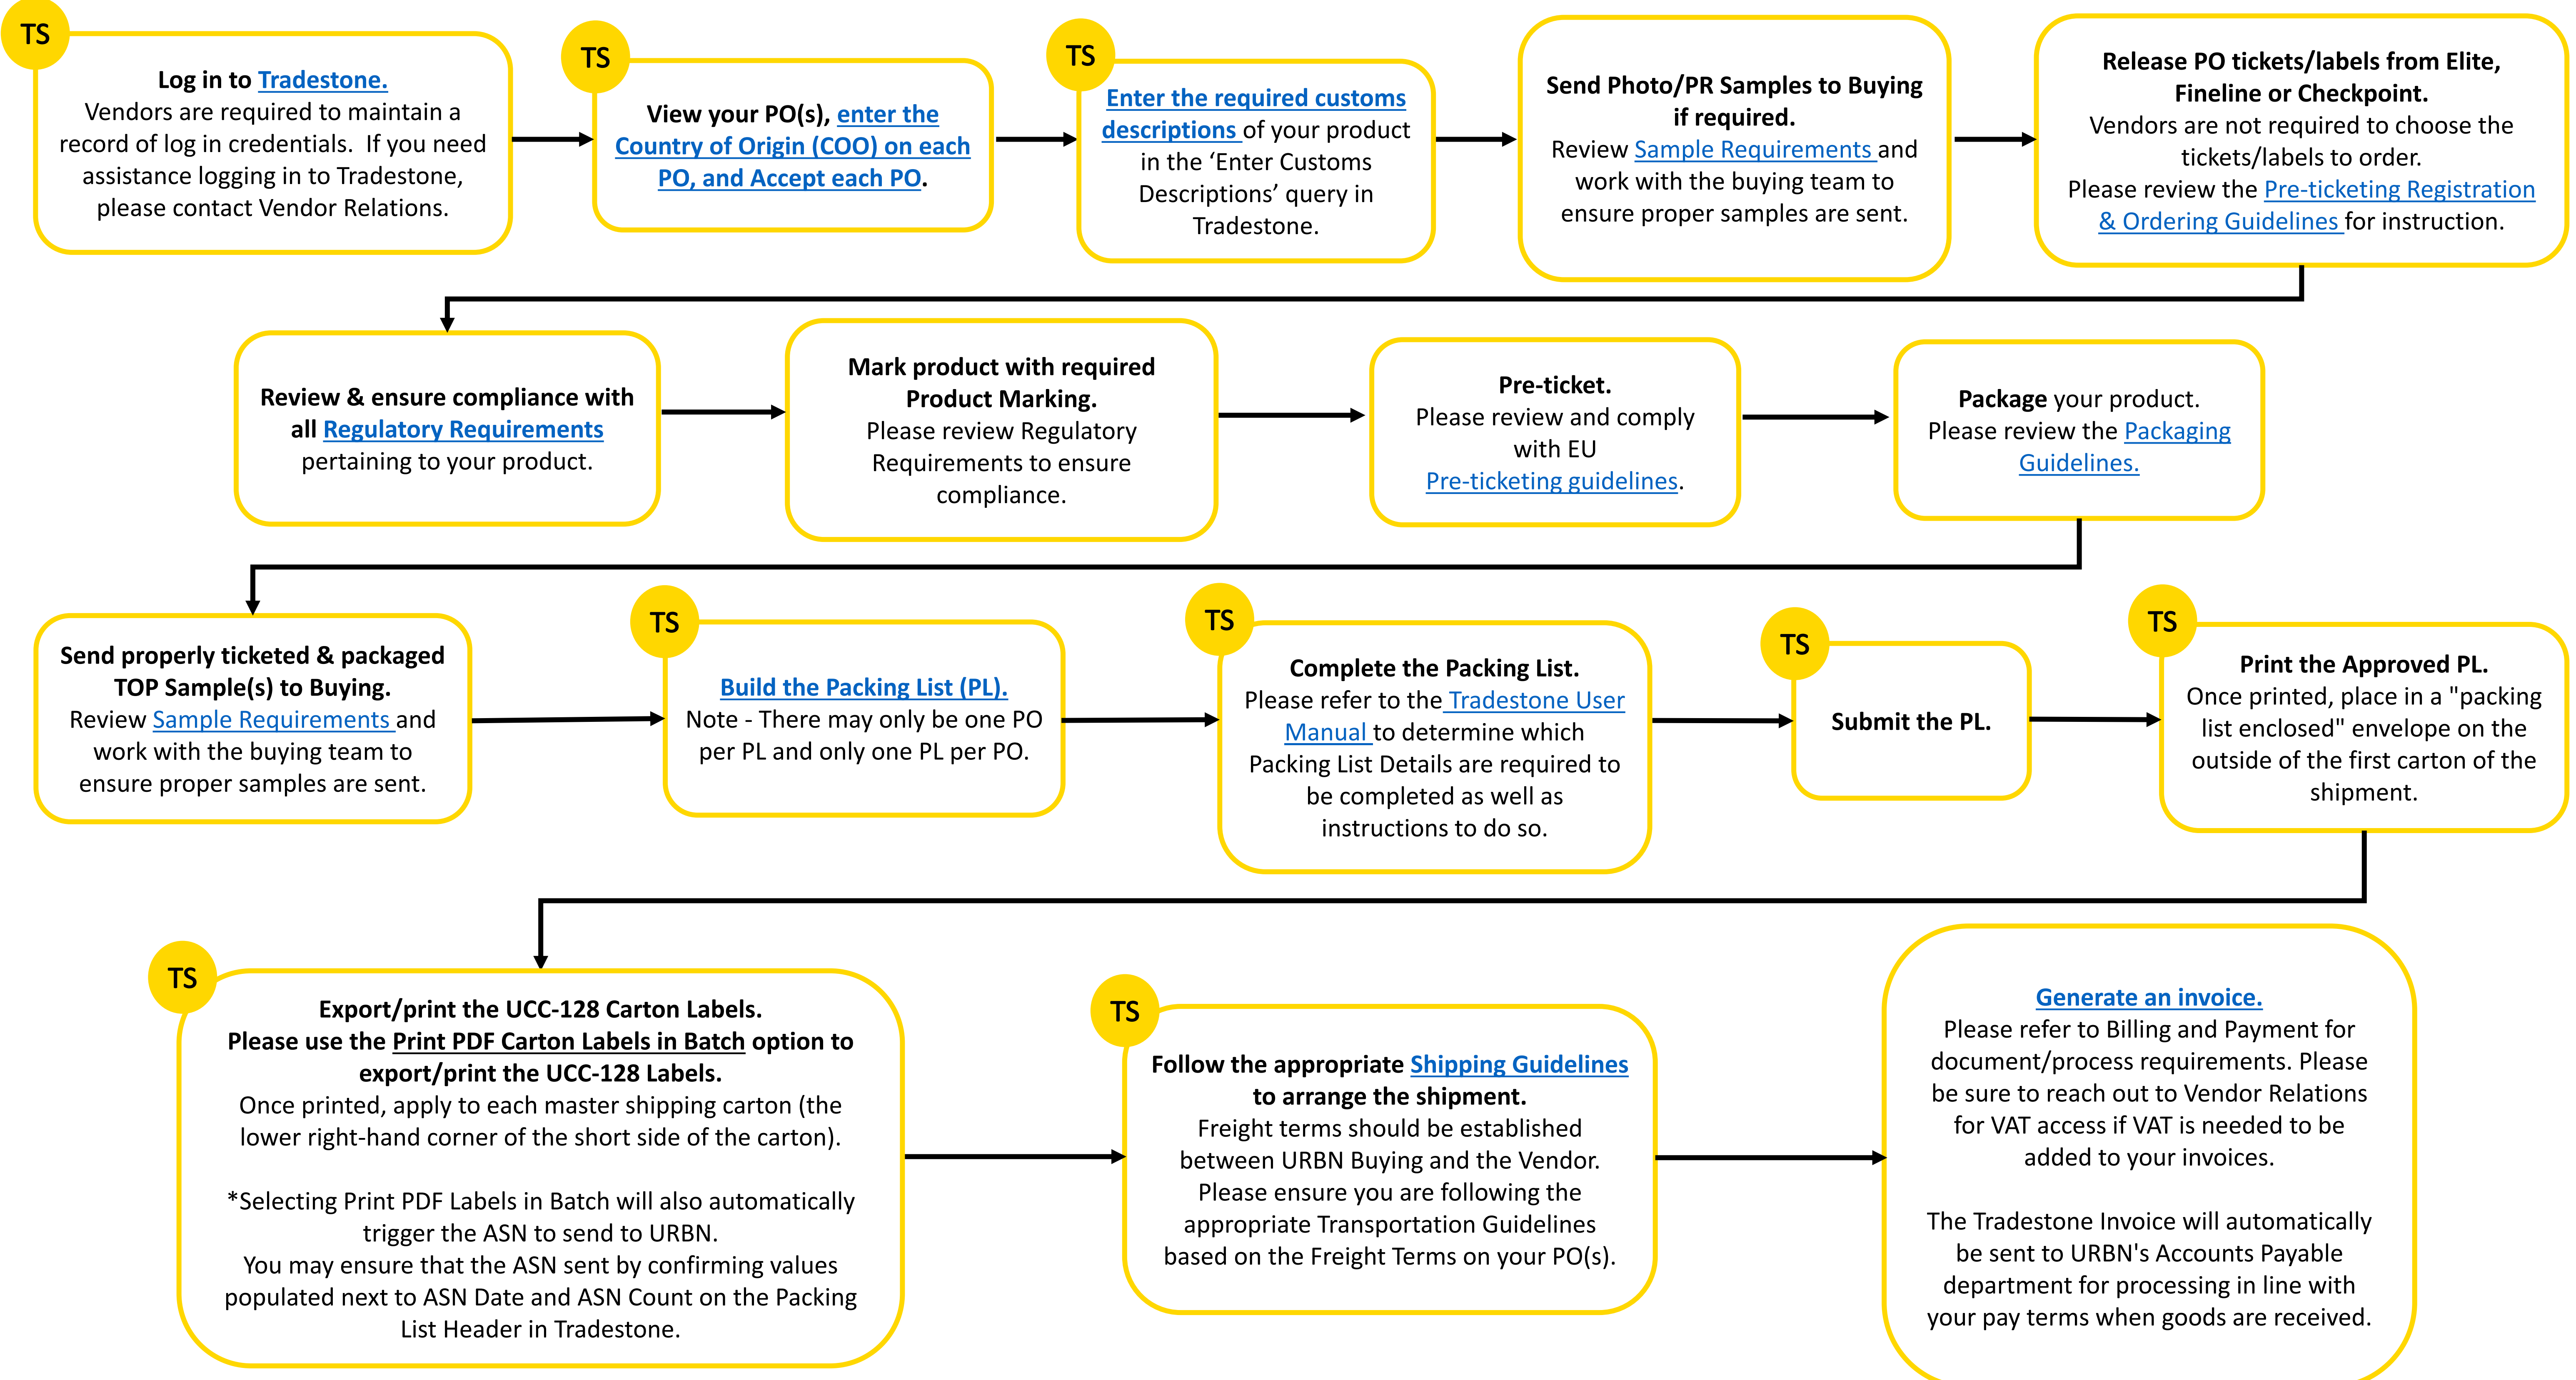 TS
Log in to Tradestone.
Vendors are required to maintain a
record of log in credentials.  If you need
assistance logging in to Tradestone,
please contact Vendor Relations.
TS
View your PO(s), enter the
Country of Origin (COO) on each
PO, and Accept each PO.
TS
Enter the required customs
descriptions of your product
in the ‘Enter Customs
Descriptions’ query in
Tradestone.
Send Photo/PR Samples to Buying
if required.
Review Sample Requirements and
work with the buying team to
ensure proper samples are sent.
Release PO tickets/labels from Elite,
Fineline or Checkpoint.
Vendors are not required to choose the
tickets/labels to order.
Please review the Pre-ticketing Registration
& Ordering Guidelines for instruction.
Review & ensure compliance with
all Regulatory Requirements
pertaining to your product.
Mark product with required
Product Marking.
Please review Regulatory
Requirements to ensure
compliance.
Pre-ticket.
Please review and comply
with EU
Pre-ticketing guidelines.
Package your product.
Please review the Packaging
Guidelines.
Send properly ticketed & packaged
TOP Sample(s) to Buying.
Review Sample Requirements and
work with the buying team to
ensure proper samples are sent.
TS
Build the Packing List (PL).
Note - There may only be one PO
per PL and only one PL per PO.
TS
Complete the Packing List.
Please refer to the Tradestone User
Manual to determine which
Packing List Details are required to
be completed as well as
instructions to do so.
TS
Submit the PL.
TS
Print the Approved PL.
Once printed, place in a "packing
list enclosed" envelope on the
outside of the first carton of the
shipment.
TS
Export/print the UCC-128 Carton Labels.
Please use the Print PDF Carton Labels in Batch option to
export/print the UCC-128 Labels.
Once printed, apply to each master shipping carton (the
lower right-hand corner of the short side of the carton).
*Selecting Print PDF Labels in Batch will also automatically
trigger the ASN to send to URBN.
You may ensure that the ASN sent by confirming values
populated next to ASN Date and ASN Count on the Packing
List Header in Tradestone.
TS
Follow the appropriate Shipping Guidelines
to arrange the shipment.
Freight terms should be established
between URBN Buying and the Vendor.
Please ensure you are following the
appropriate Transportation Guidelines
based on the Freight Terms on your PO(s).
Generate an invoice.
Please refer to Billing and Payment for
document/process requirements. Please
be sure to reach out to Vendor Relations
for VAT access if VAT is needed to be
added to your invoices.
The Tradestone Invoice will automatically
be sent to URBN's Accounts Payable
department for processing in line with
your pay terms when goods are received.